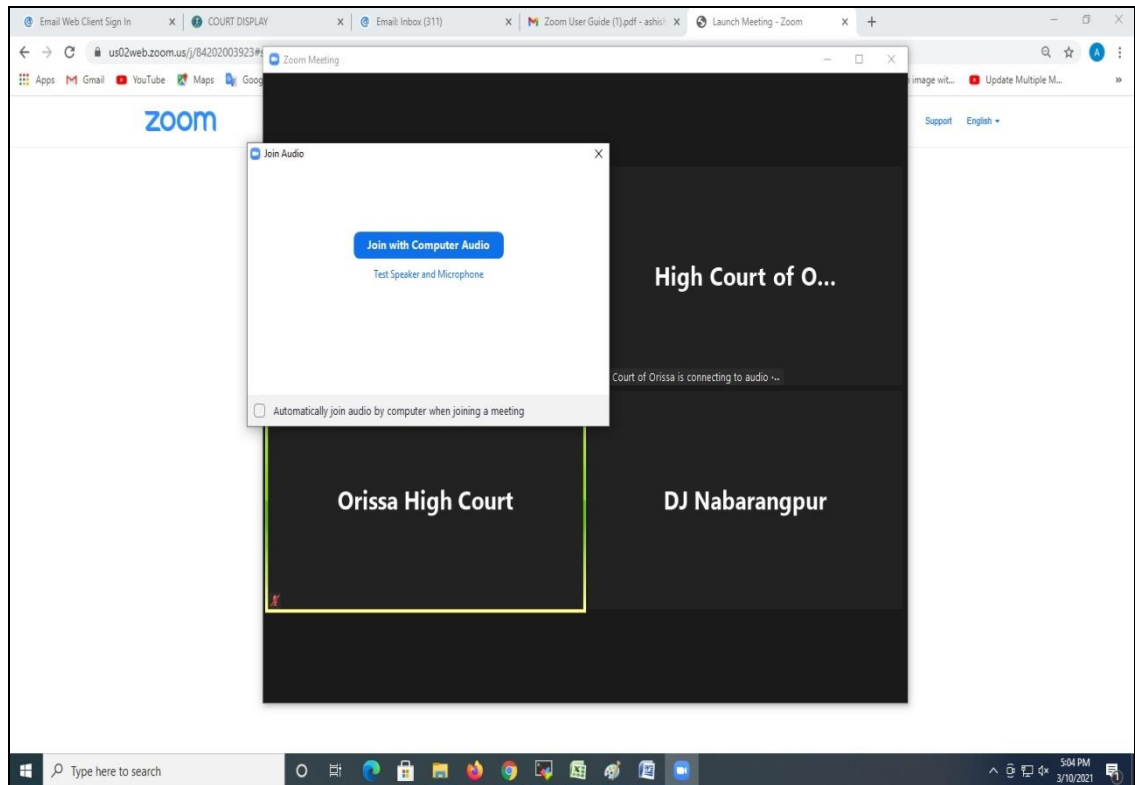 Email Web Client Sign In
COURT DISPLAY
Email: Inbox (311)
Zoom User Guide (1).pdf - ashish
Launch Meeting - Zoom
us02web.zoom.us/j/84202003923#s
Apps
Gmail
YouTube
Maps
Goog
image wit...
Update Multiple M...
A
Zoom Meeting
zoom
Support
English
Join Audio
Join with Computer Audio
Test Speaker and Microphone
Automatically join audio by computer when joining a meeting
High Court of O...
Court of Orissa is connecting to audio ·...
Orissa High Court
DJ Nabarangpur
Type here to search
5:04 PM
3/10/2021
1